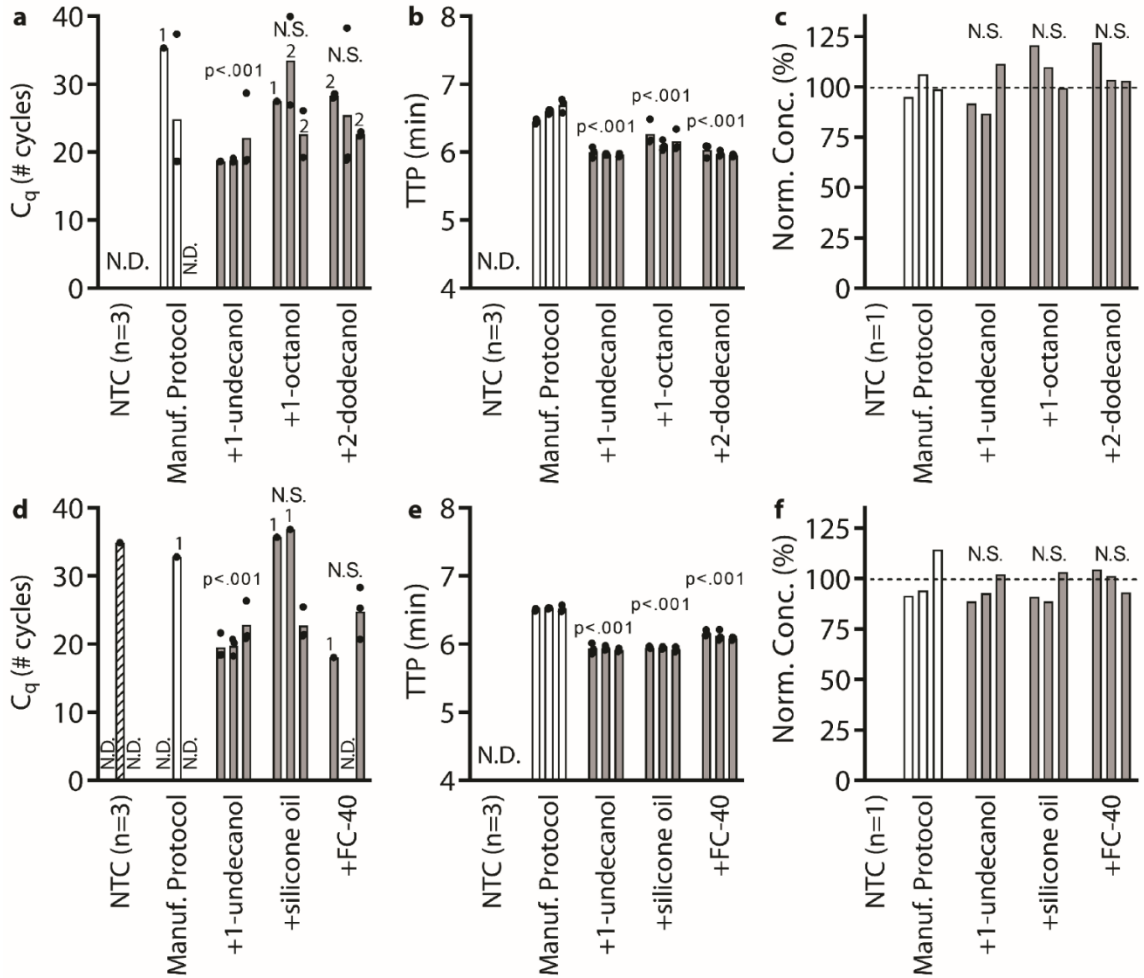 a
C_q (# cycles)
40
30
20
10
0
N.D.
1
N.D.
p<.001
1
2
N.S.
2
2
N.S.
2
NTC (n=3)
Manuf. Protocol
+1-undecanol
+1-octanol
+2-dodecanol
b
TTP (min)
8
7
6
5
4
N.D.
p<.001
p<.001
p<.001
NTC (n=3)
Manuf. Protocol
+1-undecanol
+1-octanol
+2-dodecanol
c
Norm. Conc. (%)
125
100
75
50
25
0
N.S.
N.S.
N.S.
NTC (n=1)
Manuf. Protocol
+1-undecanol
+1-octanol
+2-dodecanol
d
C_q (# cycles)
40
30
20
10
0
N.D.
N.D.
N.D.
1
N.D.
p<.001
1
1
N.S.
1
N.D.
N.S.
NTC (n=3)
Manuf. Protocol
+1-undecanol
+silicone oil
+FC-40
e
TTP (min)
8
7
6
5
4
N.D.
p<.001
p<.001
p<.001
NTC (n=3)
Manuf. Protocol
+1-undecanol
+silicone oil
+FC-40
f
Norm. Conc. (%)
125
100
75
50
25
0
N.S.
N.S.
N.S.
NTC (n=1)
Manuf. Protocol
+1-undecanol
+silicone oil
+FC-40